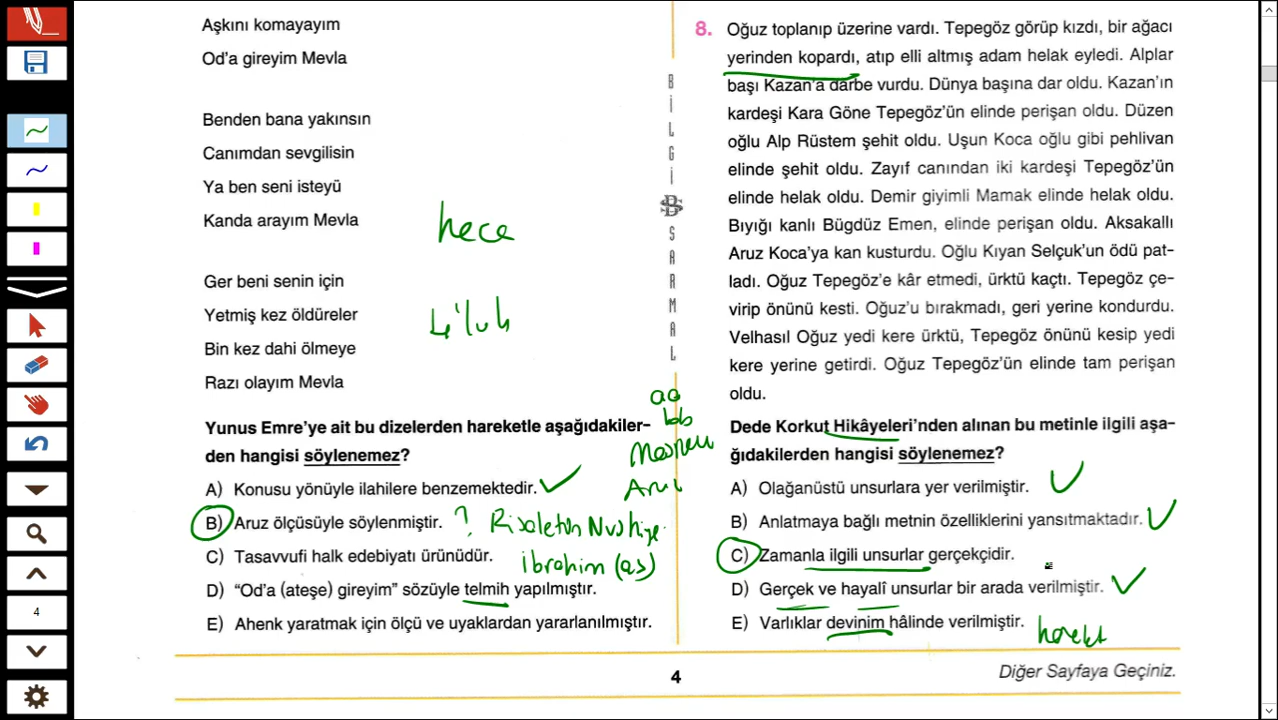 Aşkını komayayım
Od'a gireyim Mevla
Benden bana yakınsın
Canımdan sevgilisin
Ya ben seni isteyü
Kanda arayım Mevla
hece
Ger beni senin için
Yetmiş kez öldüreler
Bin kez dahi ölmeye
Razı olayım Mevla
Yunus Emre'ye ait bu dizelerden hareketle aşağıdakiler-
den hangisi söylenemez?
A) Konusu yönüyle ilahilere benzemektedir.
B) Aruz ölçüsüyle söylenmiştir. ?
C) Tasavvufi halk edebiyatı ürünüdür.
İbrahim (as)
D) “Od'a (ateşe) gireyim” sözüyle telmih yapılmıştır.
E) Ahenk yaratmak için ölçü ve uyaklardan yararlanılmıştır.
aa
bb
BİLGİ
SARMAL
8. Oğuz toplanıp üzerine vardı. Tepegöz görüp kızdı, bir ağacı
yerinden kopardı, atıp elli altmış adam helak eyledi. Alplar
başı Kazan'a darbe vurdu. Dünya başına dar oldu. Kazan'ın
kardeşi Kara Göne Tepegöz'ün elinde perişan oldu. Düzen
oğlu Alp Rüstem şehit oldu. Uşun Koca oğlu gibi pehlivan
elinde şehit oldu. Zayıf canından iki kardeşi Tepegöz'ün
elinde helak oldu. Demir giyimli Mamak elinde helak oldu.
Bıyığı kanlı Bügdüz Emen, elinde perişan oldu. Aksakallı
Aruz Koca'ya kan kusturdu. Oğlu Kıyan Selçuk'un ödü pat-
ladı. Oğuz Tepegöz'e kâr etmedi, ürktü kaçtı. Tepegöz çe-
virip önünü kesti. Oğuz'u bırakmadı, geri yerine kondurdu.
Velhasıl Oğuz yedi kere ürktü, Tepegöz önünü kesip yedi
kere yerine getirdi. Oğuz Tepegöz'ün elinde tam perişan
oldu.
Dede Korkut Hikâyeleri'nden alınan bu metinle ilgili aşa-
ğıdakilerden hangisi söylenemez?
A) Olağanüstü unsurlara yer verilmiştir.
B) Anlatmaya bağlı metnin özelliklerini yansıtmaktadır.
C) Zamanla ilgili unsurlar gerçekçidir.
D) Gerçek ve hayalî unsurlar bir arada verilmiştir.
E) Varlıklar devinim hâlinde verilmiştir.
4
Diğer Sayfaya Geçiniz.
4